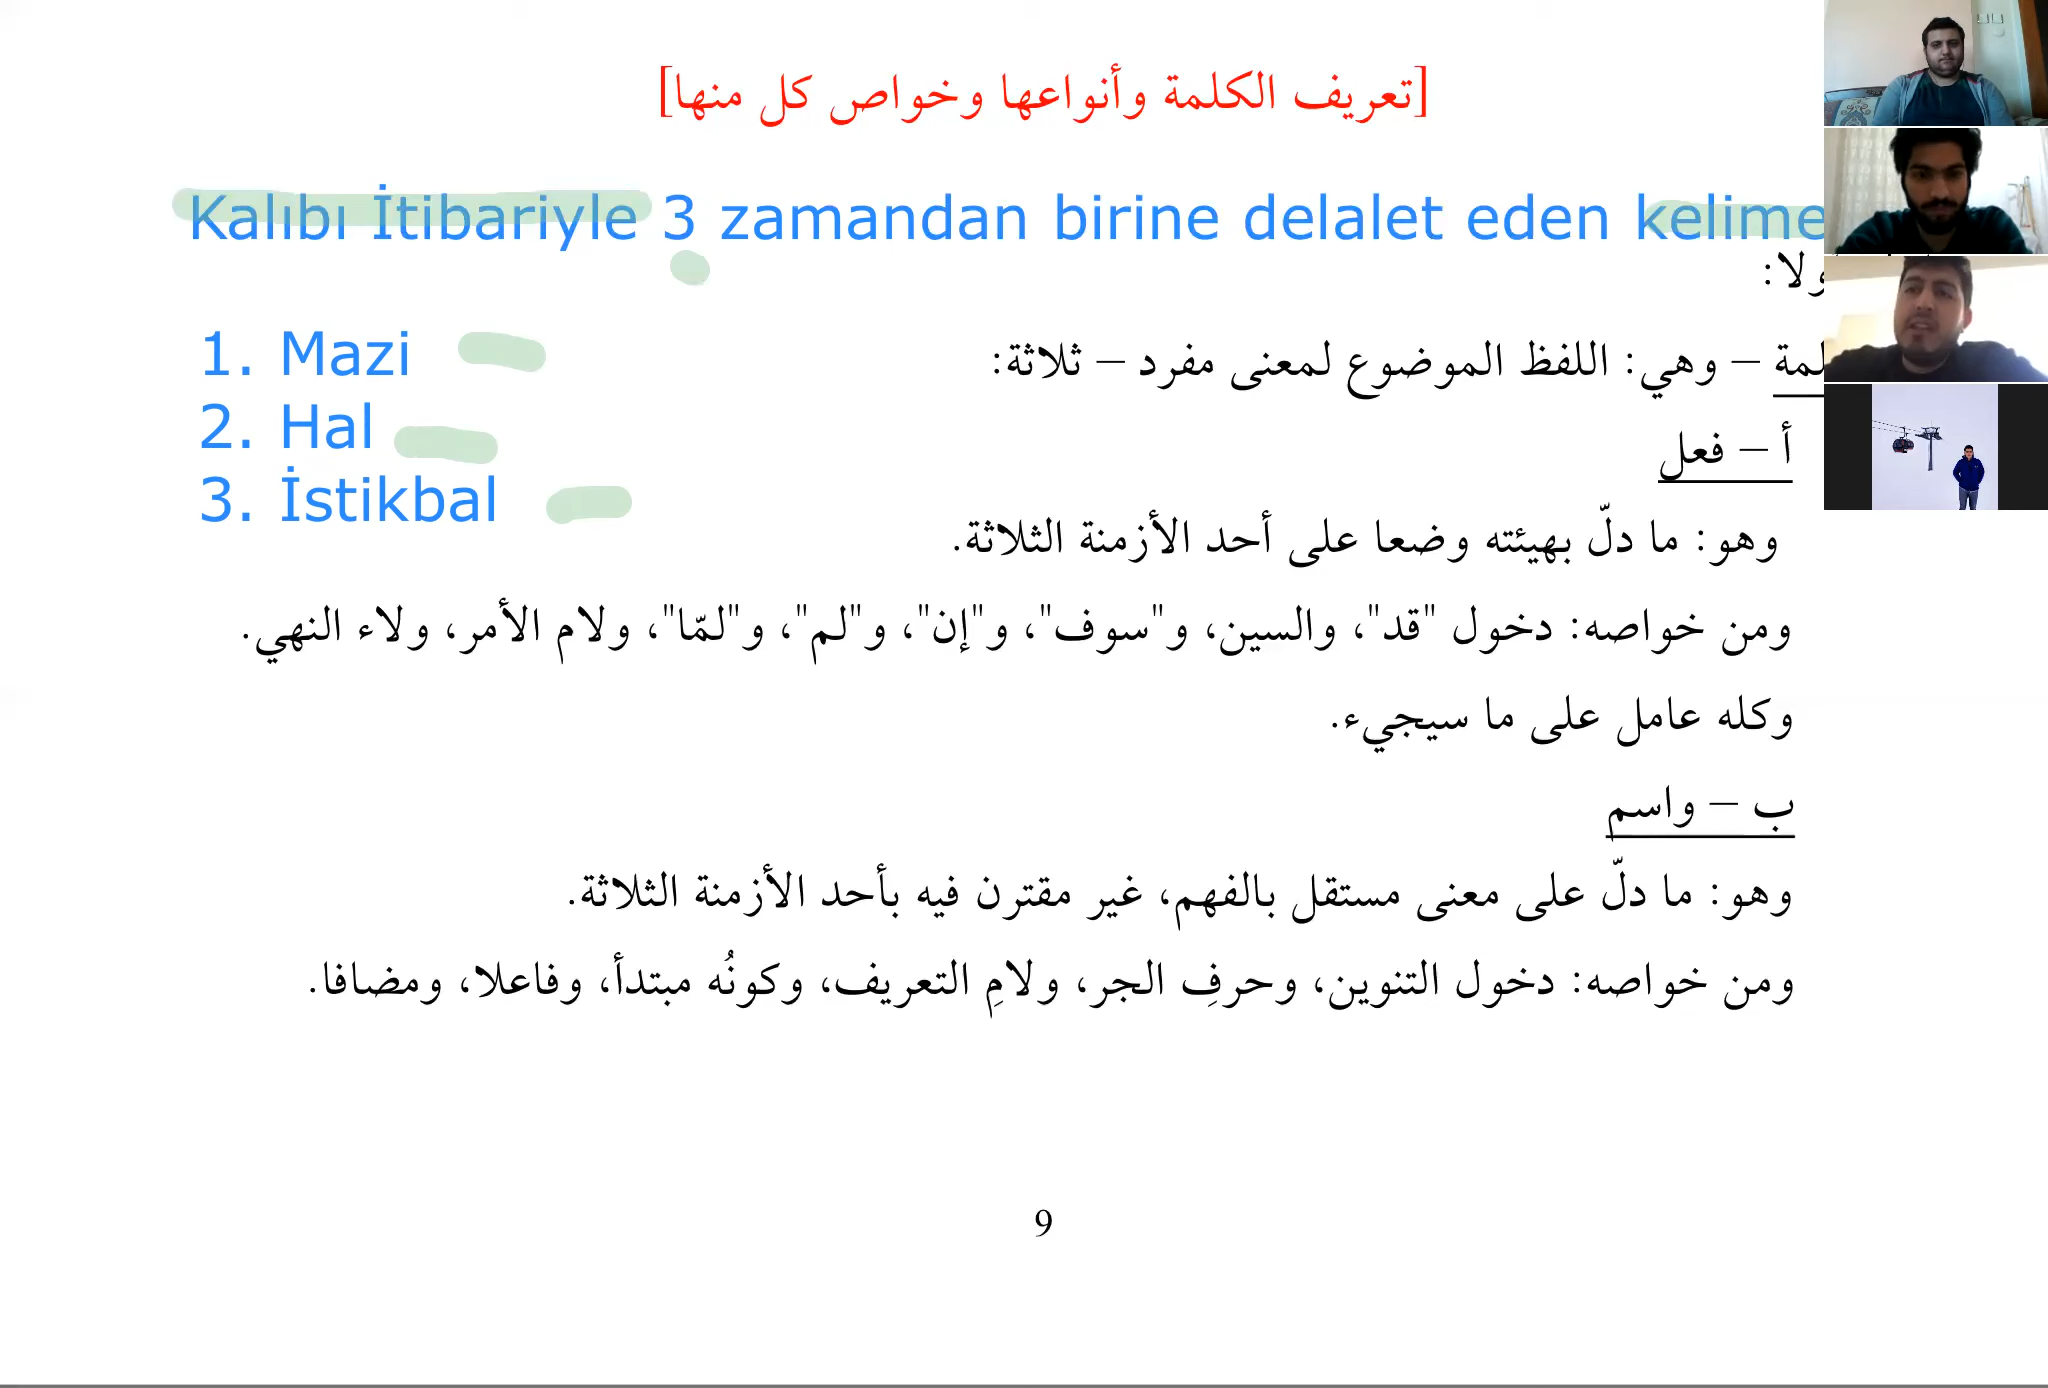 [تعريف الكلمة وأنواعها وخواص كل منها]
Kalıbı İtibariyle 3 zamandan birine delalet eden kelime
ولا:
1. Mazi
لمة – وهي: اللفظ الموضوع لمعنى مفرد – ثلاثة:
2. Hal
أ – فعل
3. İstikbal
وهو: ما دلّ بهيئته وضعا على أحد الأزمنة الثلاثة.
ومن خواصه: دخول "قد"، والسين، و"سوف"، و"إن"، و"لم"، و"لمّا"، ولام الأمر، ولاء النهي.
وكله عامل على ما سيجيء.
ب – واسم
وهو: ما دلّ على معنى مستقل بالفهم، غير مقترن فيه بأحد الأزمنة الثلاثة.
ومن خواصه: دخول التنوين، وحرفِ الجر، ولامِ التعريف، وكونُه مبتدأ، وفاعلا، ومضافا.
9